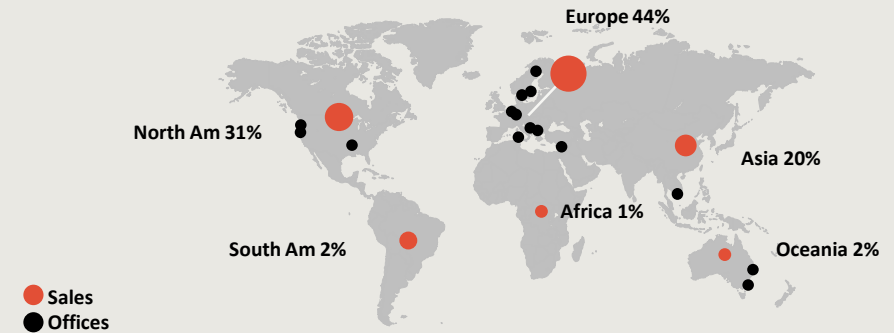 Europe 44%
North Am 31%
Asia 20%
Africa 1%
South Am 2%
Oceania 2%
Sales
Offices